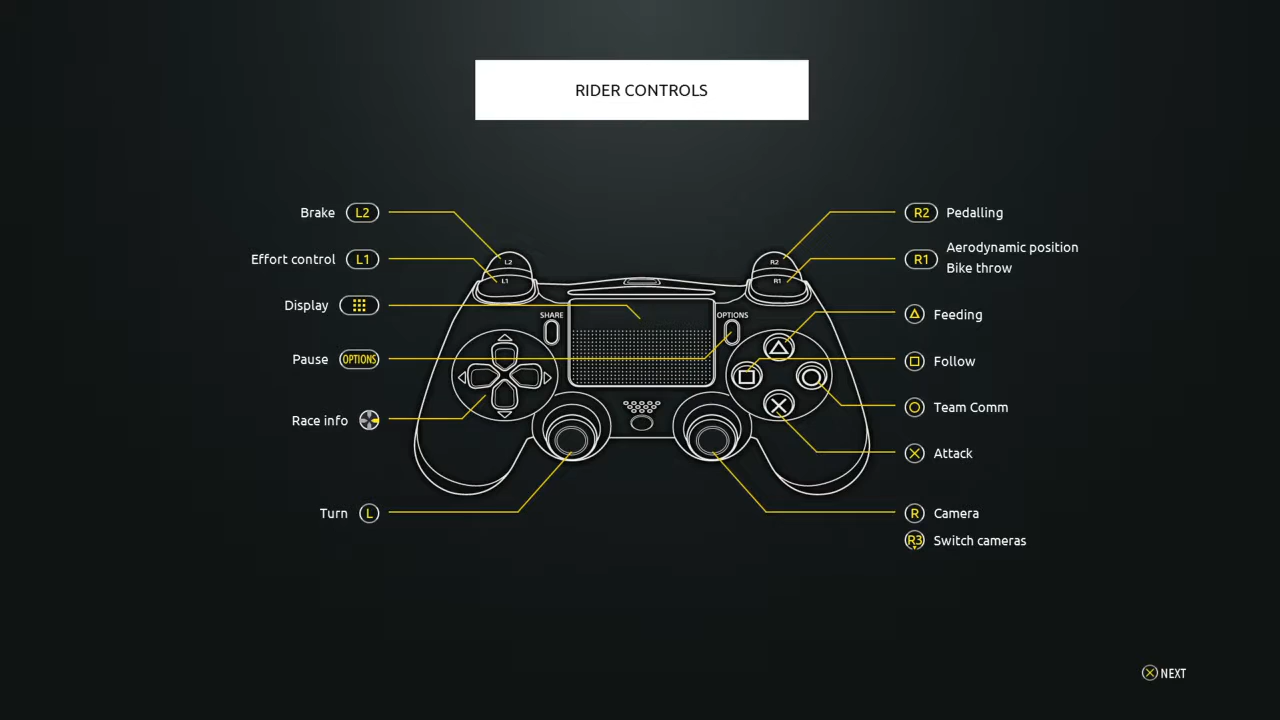 RIDER CONTROLS
Brake L2
Effort control L1
Display
Pause OPTIONS
Race info
Turn L
L2
L1
SHARE
OPTIONS
R2
R1
R2 Pedalling
R1 Aerodynamic position
Bike throw
Feeding
Follow
Team Comm
Attack
R Camera
R3 Switch cameras
NEXT